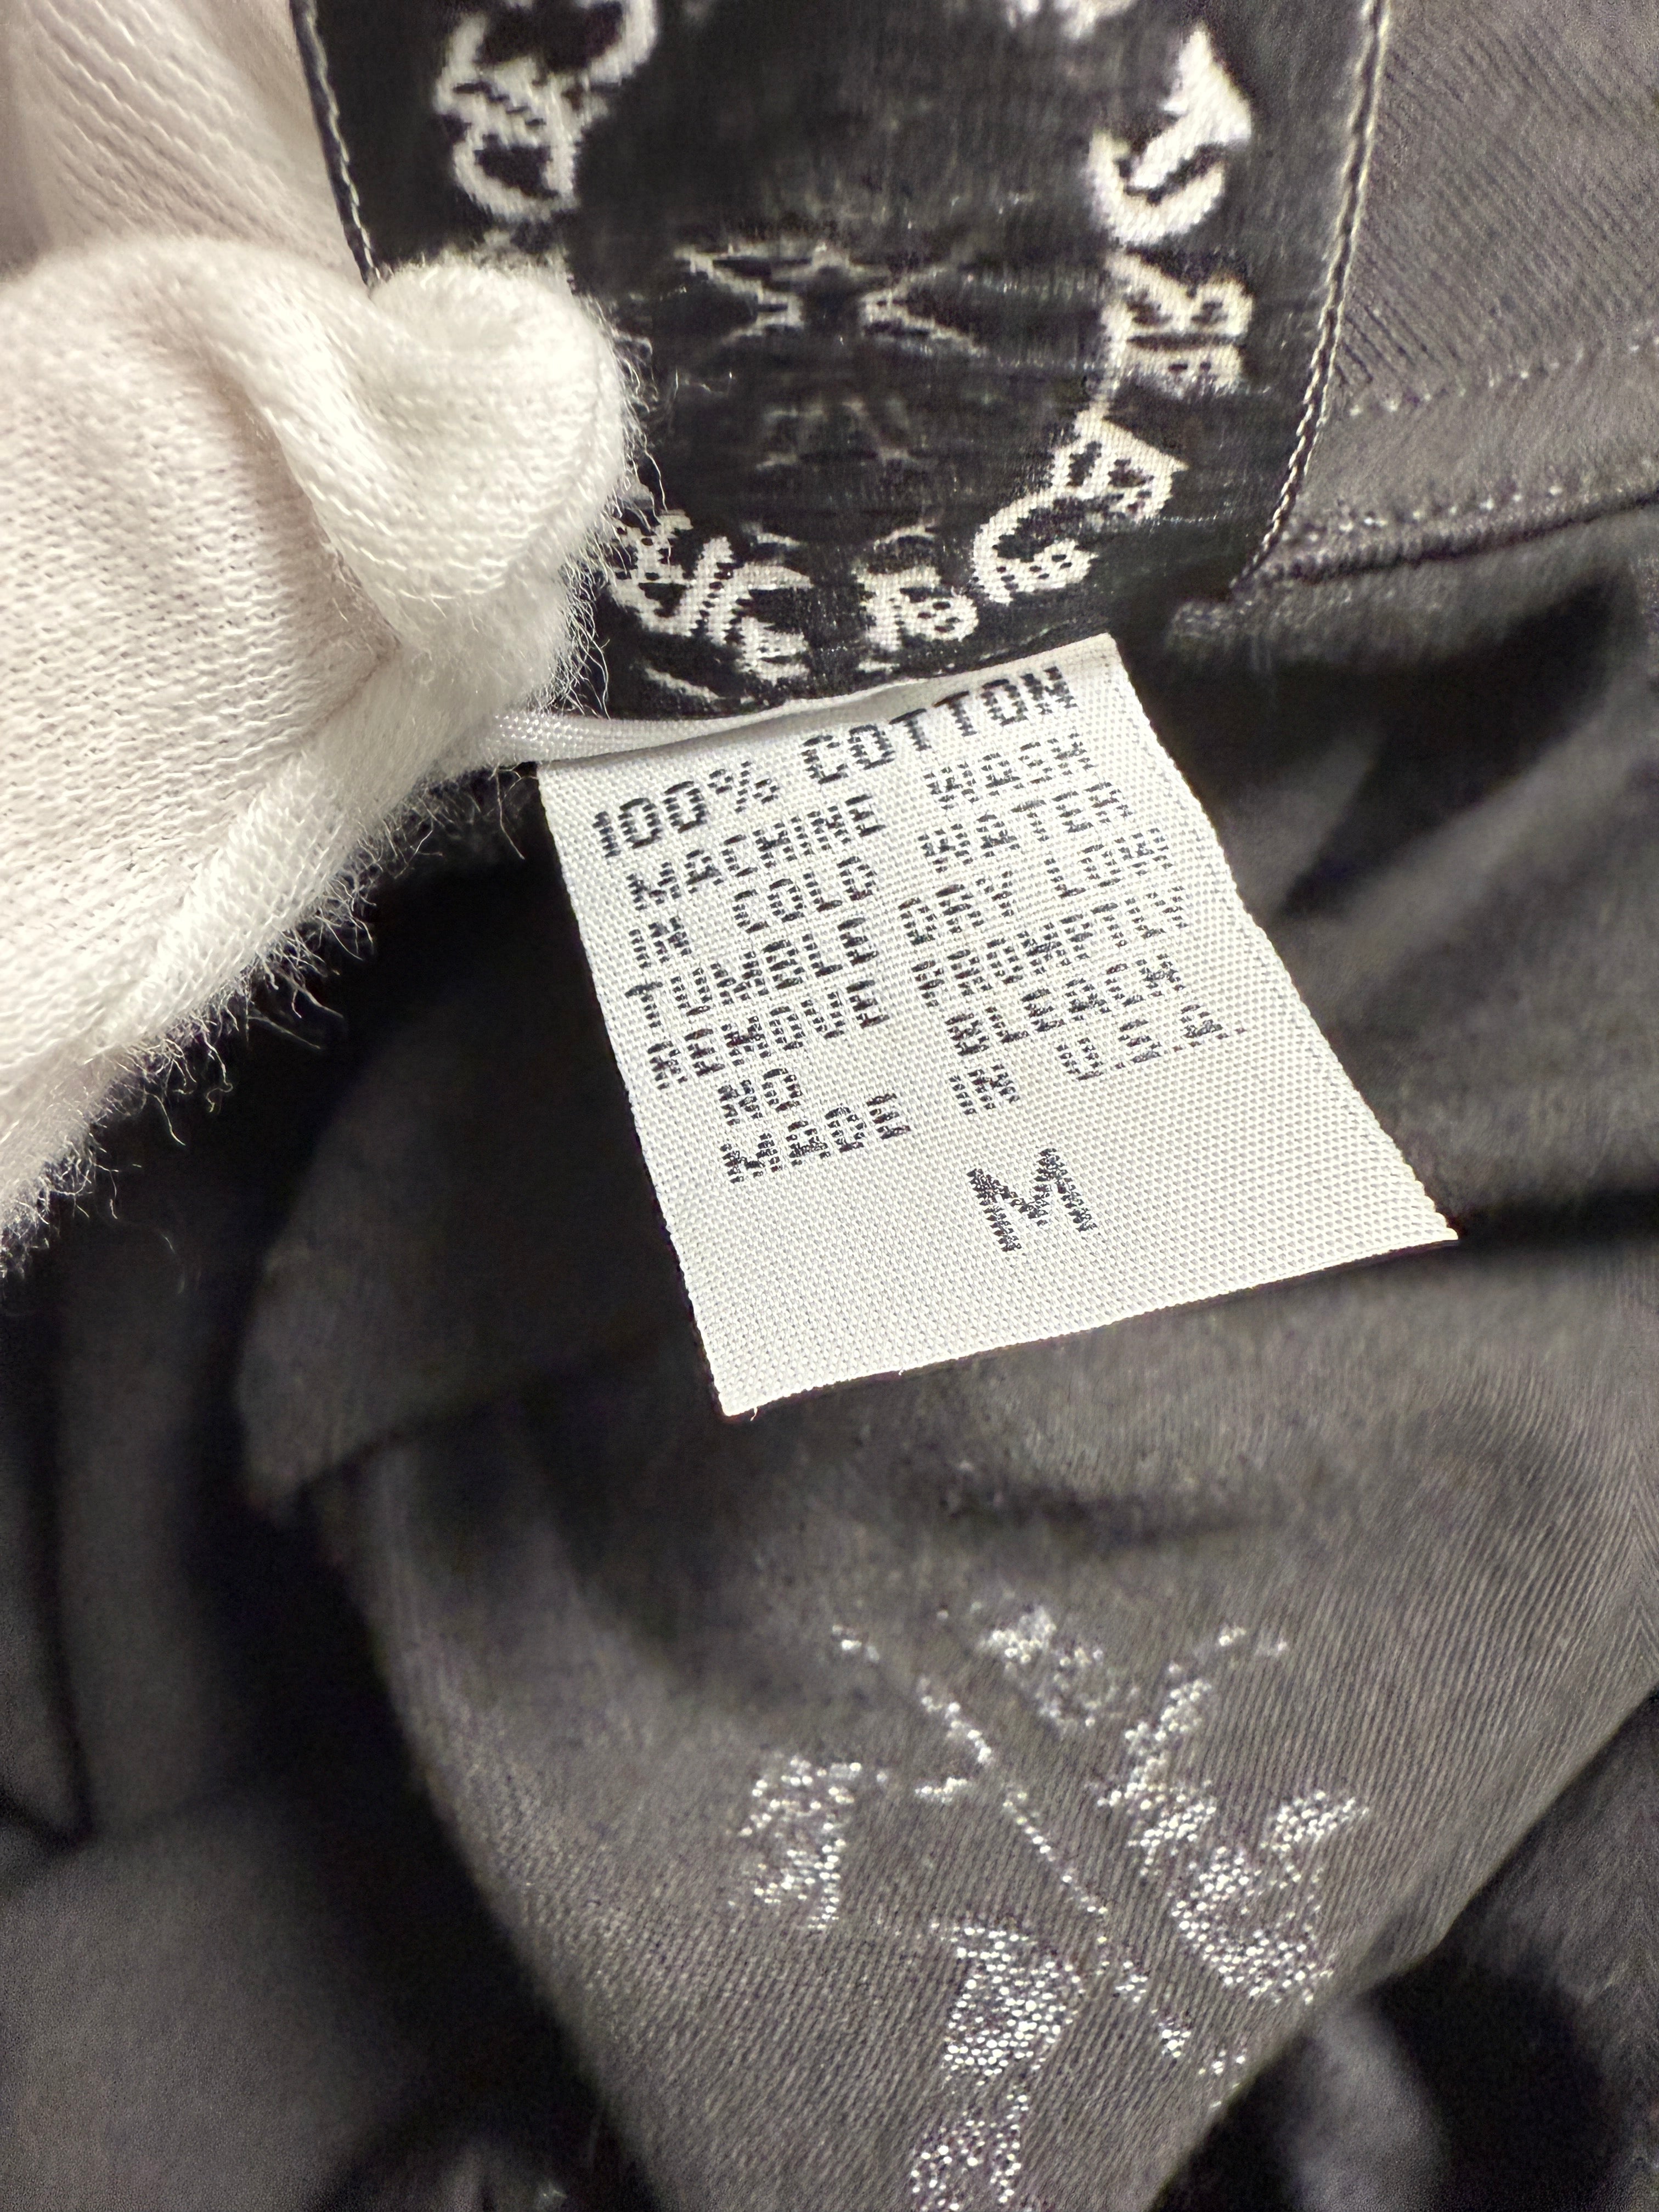 100% COTTON
MACHINE WASH
IN COLD WATER
TUMBLE DRY LOW
REMOVE PROMPTLY
NO BLEACH
MADE IN U.S.A.
M